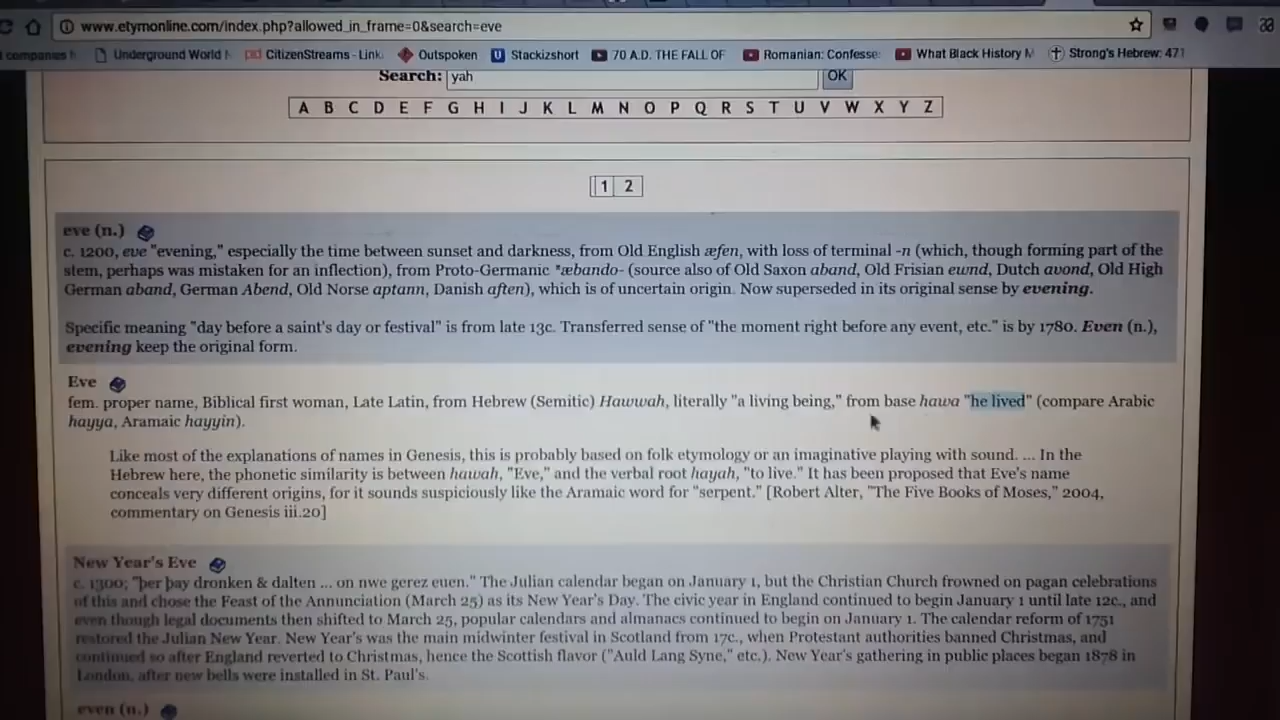 www.etymonline.com/index.php?allowed_in_frame=0&search=eve
companies Underground World CitizenStreams - Link Outspoken Stackizshort 70 A.D. THE FALL OF Romanian: Confesse What Black History M Strong's Hebrew: 471
Search: yah OK
A B C D E F G H I J K L M N O P Q R S T U V W X Y Z
1 2
eve (n.)
c. 1200, eve "evening," especially the time between sunset and darkness, from Old English æfen, with loss of terminal -n (which, though forming part of the
stem, perhaps was mistaken for an inflection), from Proto-Germanic *æbando- (source also of Old Saxon aband, Old Frisian ewnd, Dutch avond, Old High
German aband, German Abend, Old Norse aptann, Danish aften), which is of uncertain origin. Now superseded in its original sense by evening.
Specific meaning "day before a saint's day or festival" is from late 13c. Transferred sense of "the moment right before any event, etc." is by 1780. Even (n.),
evening keep the original form.
Eve
fem. proper name, Biblical first woman, Late Latin, from Hebrew (Semitic) Hawwah, literally "a living being," from base hawa "he lived" (compare Arabic
hayya, Aramaic hayyin).
Like most of the explanations of names in Genesis, this is probably based on folk etymology or an imaginative playing with sound. ... In the
Hebrew here, the phonetic similarity is between hawah, "Eve," and the verbal root hayah, "to live." It has been proposed that Eve's name
conceals very different origins, for it sounds suspiciously like the Aramaic word for "serpent." [Robert Alter, "The Five Books of Moses," 2004,
commentary on Genesis iii.20]
New Year's Eve
c. 1300; "þer þay dronken & dalten ... on nwe gerez euen." The Julian calendar began on January 1, but the Christian Church frowned on pagan celebrations
of this and chose the Feast of the Annunciation (March 25) as its New Year's Day. The civic year in England continued to begin January 1 until late 12c., and
even though legal documents then shifted to March 25, popular calendars and almanacs continued to begin on January 1. The calendar reform of 1751
restored the Julian New Year. New Year's was the main midwinter festival in Scotland from 17c., when Protestant authorities banned Christmas, and
continued so after England reverted to Christmas, hence the Scottish flavor ("Auld Lang Syne," etc.). New Year's gathering in public places began 1878 in
London, after new bells were installed in St. Paul's.
even (n.)